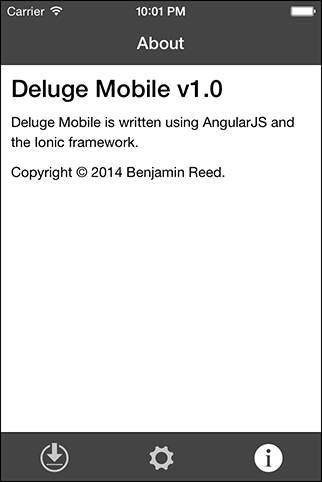 Carrier 10:01 PM
About
Deluge Mobile v1.0
Deluge Mobile is written using AngularJS and
the Ionic framework.
Copyright © 2014 Benjamin Reed.
i